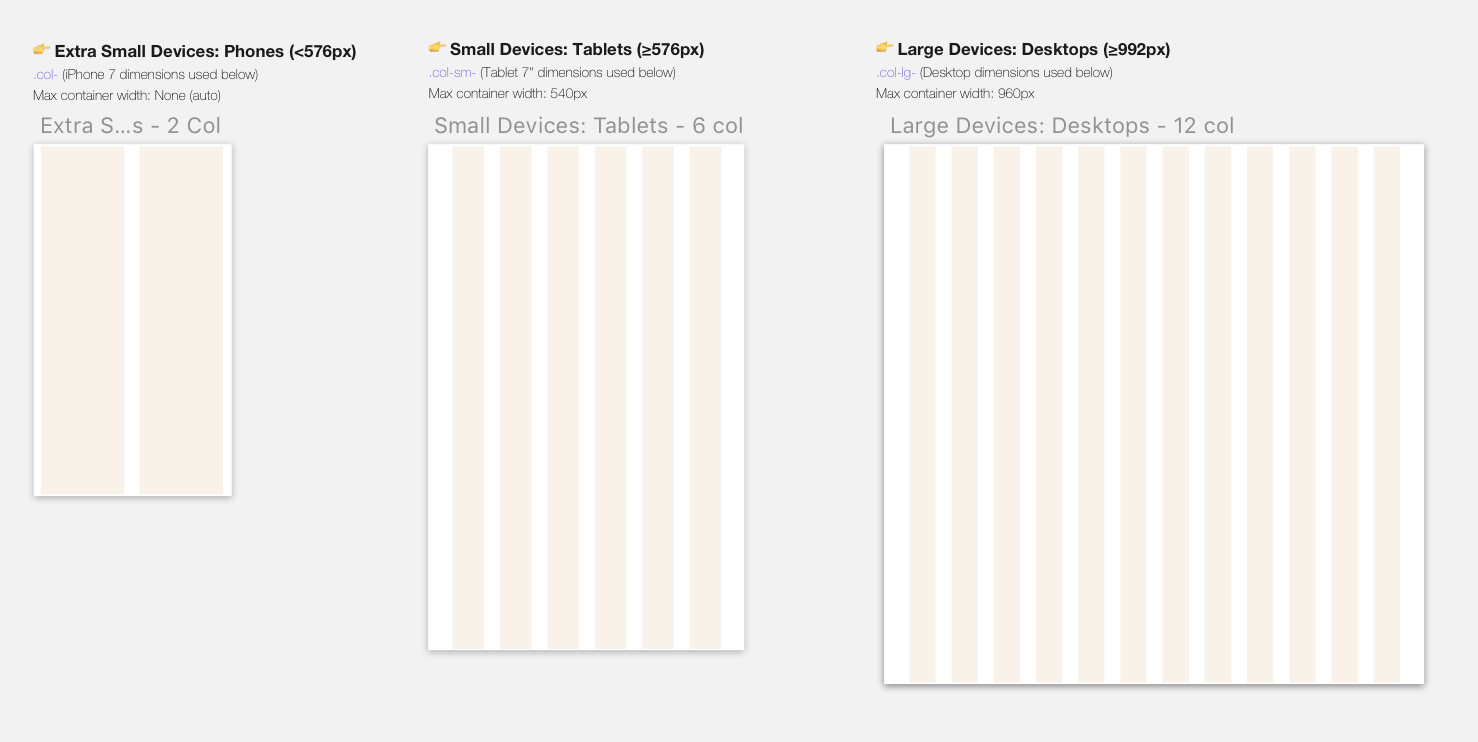 👉 Extra Small Devices: Phones (<576px)
.col- (iPhone 7 dimensions used below)
Max container width: None (auto)
Extra S...s - 2 Col
👉 Small Devices: Tablets (≥576px)
.col-sm- (Tablet 7" dimensions used below)
Max container width: 540px
Small Devices: Tablets - 6 col
👉 Large Devices: Desktops (≥992px)
.col-lg- (Desktop dimensions used below)
Max container width: 960px
Large Devices: Desktops - 12 col